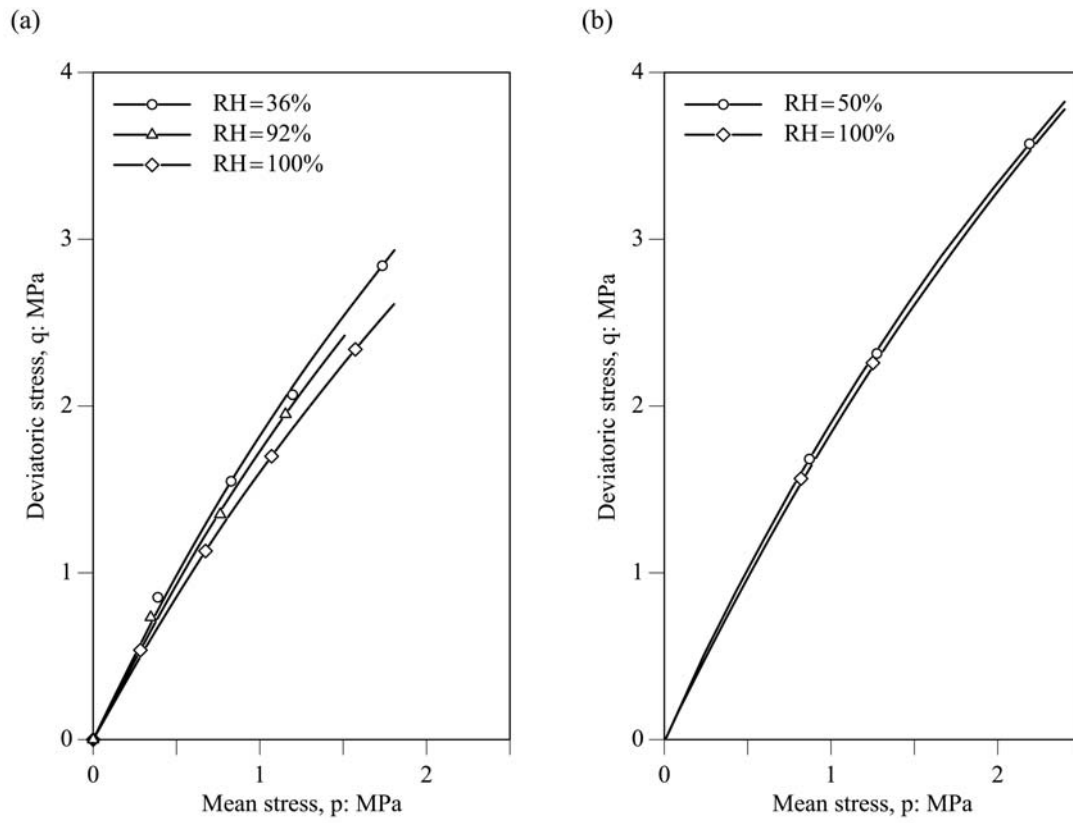 (a)
4
3
2
1
0
Deviatoric stress, q: MPa
RH=36%
RH=92%
RH=100%
0
1
2
Mean stress, p: MPa
(b)
4
3
2
1
0
Deviatoric stress, q: MPa
RH=50%
RH=100%
0
1
2
Mean stress, p: MPa